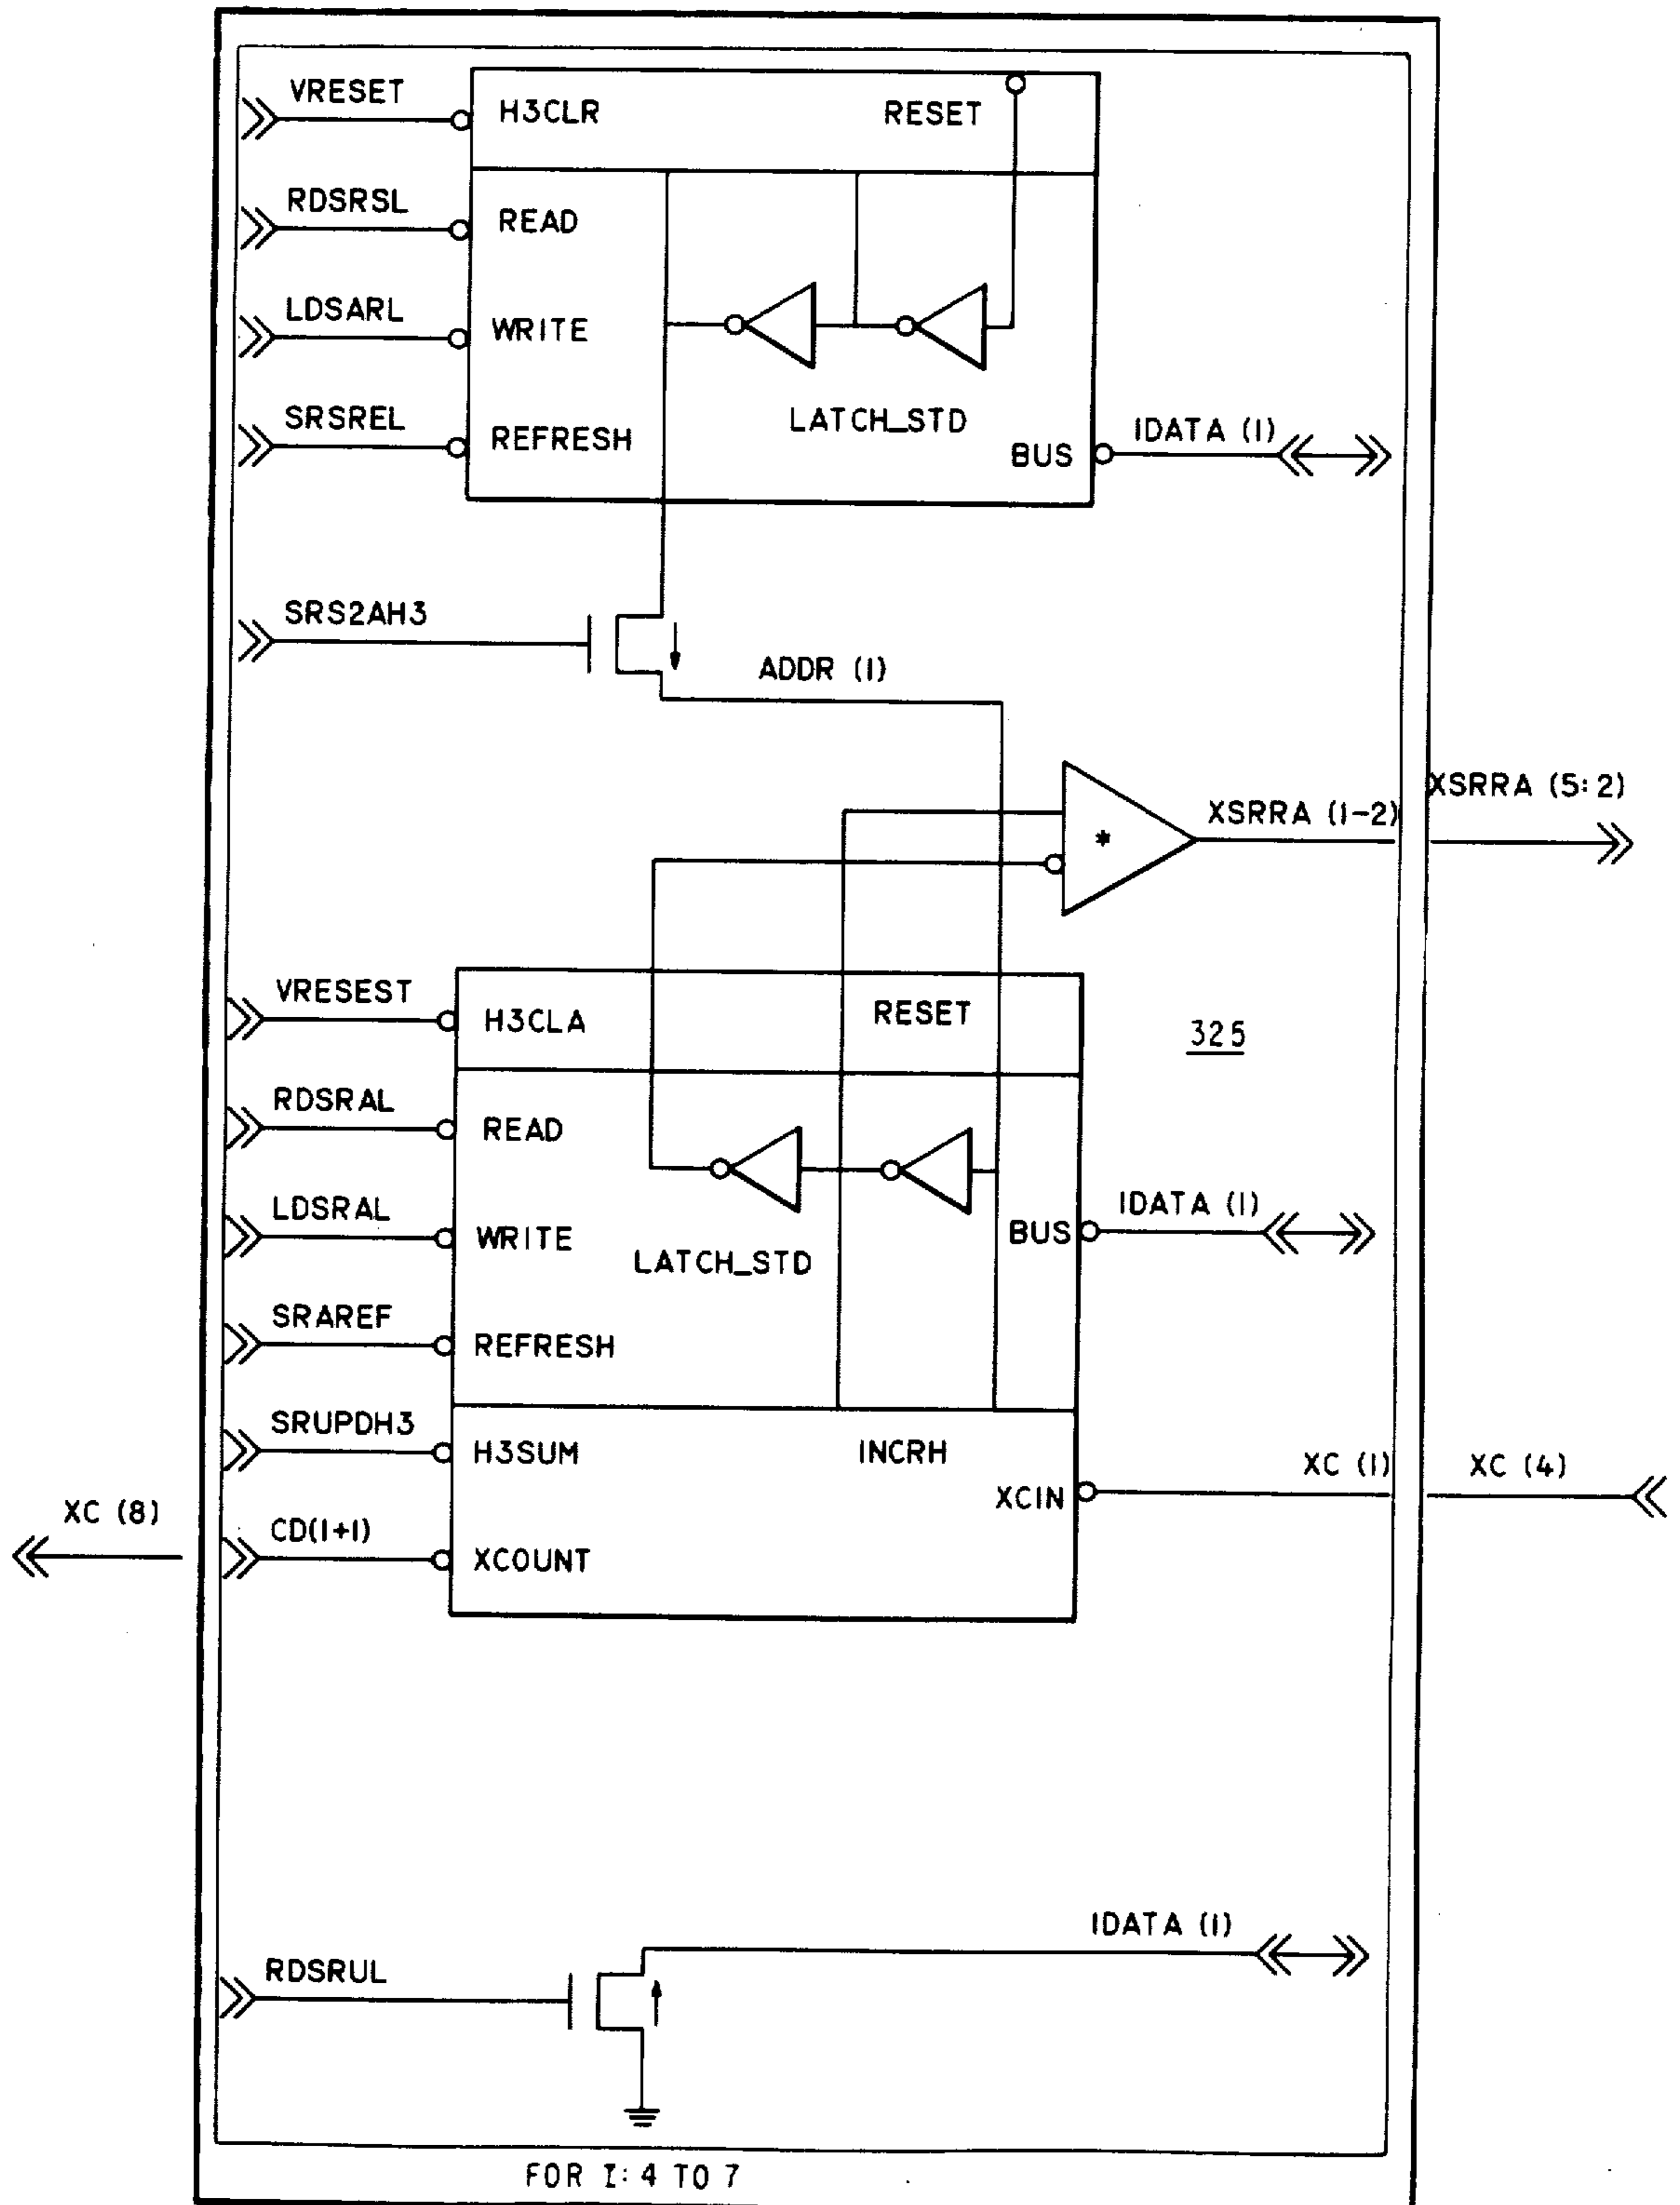 VRESET
H3CLR
RESET
RDSRSL
READ
LDSARL
WRITE
SRSREL
REFRESH
LATCH_STD
BUS
IDATA (I)
SRS2AH3
ADDR (I)
*
XSRRA (I-2)
XSRRA (5:2)
VRESEST
H3CLA
RESET
325
RDSRAL
READ
LDSRAL
WRITE
LATCH_STD
BUS
IDATA (I)
SRAREF
REFRESH
SRUPDH3
H3SUM
INCRH
XCIN
XC (I)
XC (4)
XC (8)
CD(I+I)
XCOUNT
RDSRUL
IDATA (I)
FOR I: 4 TO 7